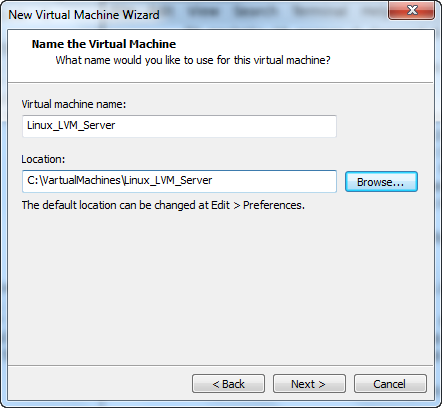 New Virtual Machine Wizard
Name the Virtual Machine
What name would you like to use for this virtual machine?
Virtual machine name:
Linux_LVM_Server
Location:
C:\VartualMachines\Linux_LVM_Server
Browse...
The default location can be changed at Edit > Preferences.
< Back
Next >
Cancel